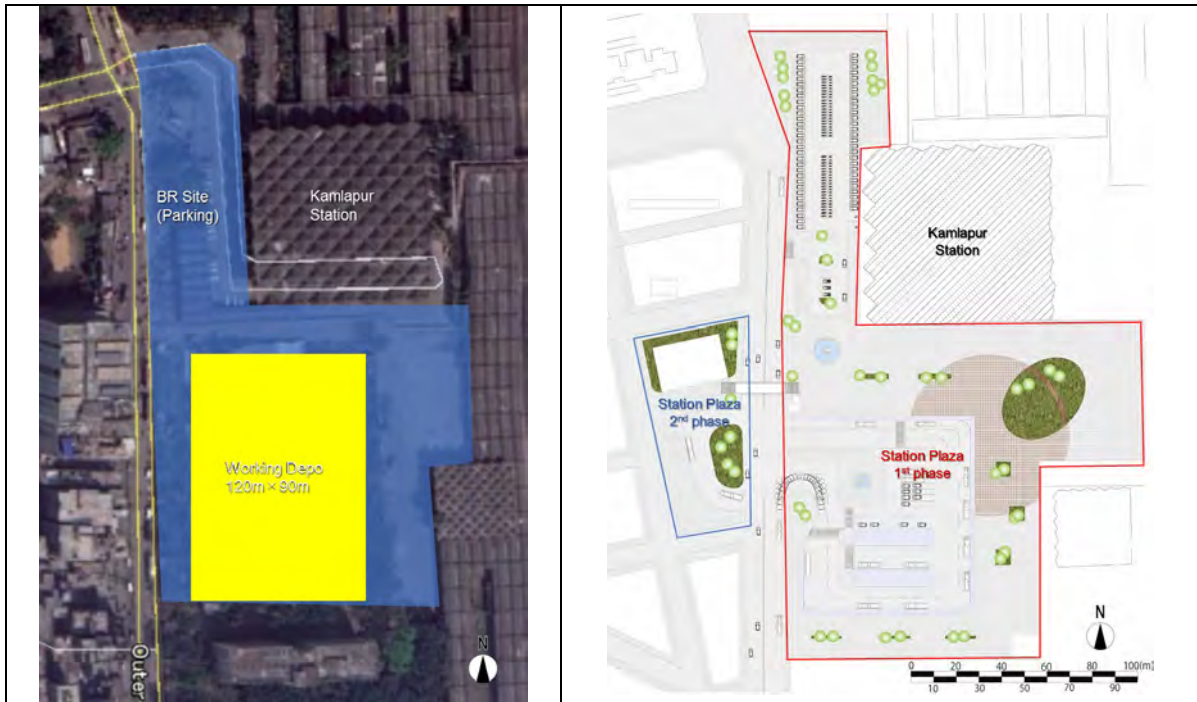 BR Site
(Parking)
Kamlapur
Station
Working Depo
120m × 90m
Outer
N
Kamlapur
Station
Station Plaza
2nd phase
Station Plaza
1st phase
N
0 20 40 60 80 100(m)
10 30 50 70 90